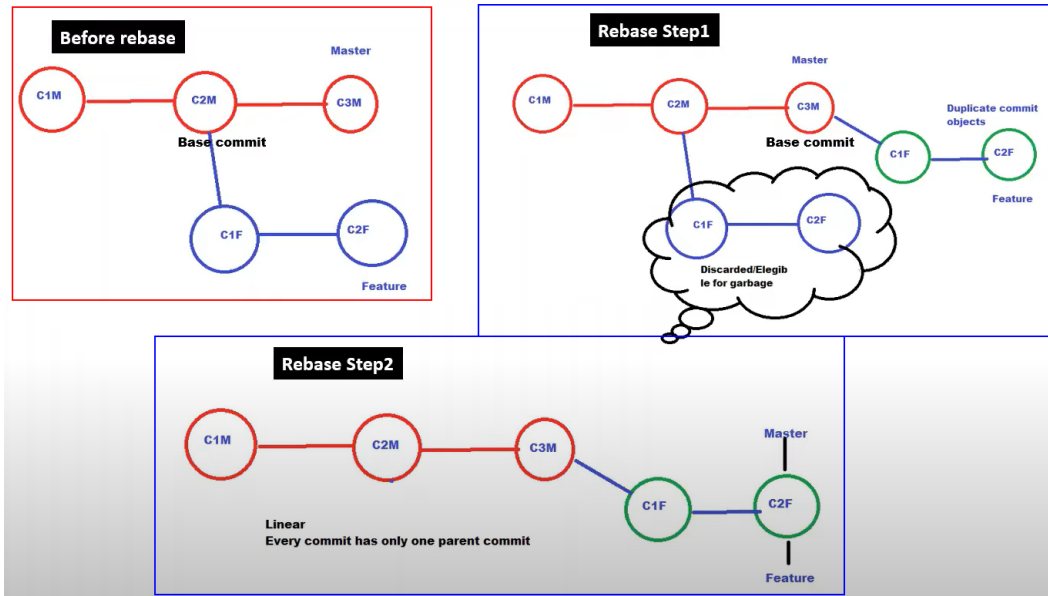 Before rebase
Master
C1M
C2M
C3M
Base commit
C1F
C2F
Feature
Rebase Step1
Master
C1M
C2M
C3M
Duplicate commit
objects
Base commit
C1F
C2F
Feature
C1F
C2F
Discarded/Elegib
le for garbage
Rebase Step2
Master
C1M
C2M
C3M
C1F
C2F
Linear
Every commit has only one parent commit
Feature